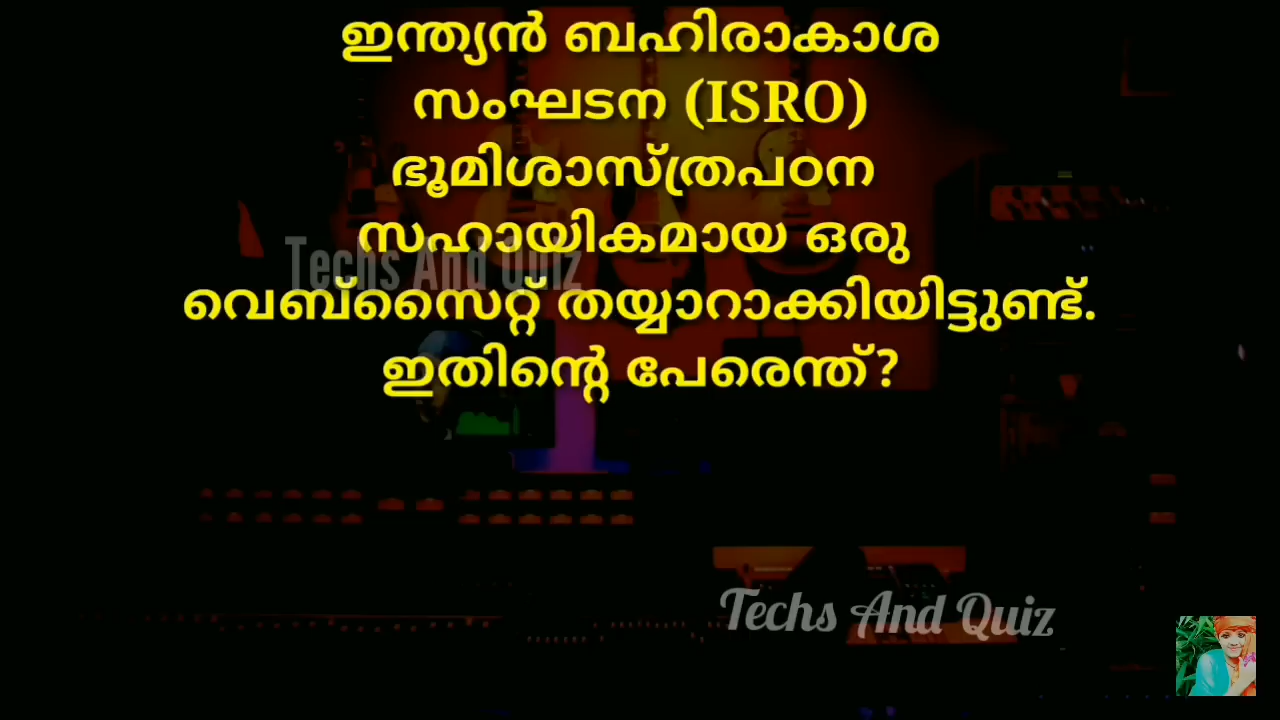 ഇന്ത്യൻ ബഹിരാകാശ
സംഘടന (ISRO)
ഭൂമിശാസ്ത്രപഠന
സഹായികമായ ഒരു
Techs And Quiz
വെബ്സൈറ്റ് തയ്യാറാക്കിയിട്ടുണ്ട്.
ഇതിന്റെ പേരെന്ത്?
Techs And Quiz